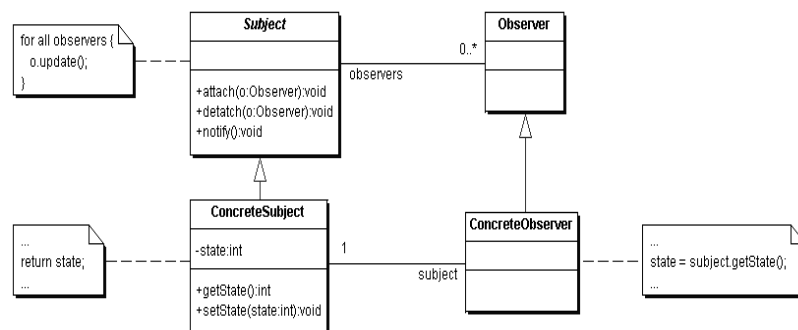 for all observers {
o.update();
}
Subject
+attach(o:Observer):void
+detatch(o:Observer):void
+notify():void
0..*
observers
Observer
...
return state;
...
ConcreteSubject
-state:int
+getState():int
+setState(state:int):void
1
subject
ConcreteObserver
...
state = subject.getState();
...